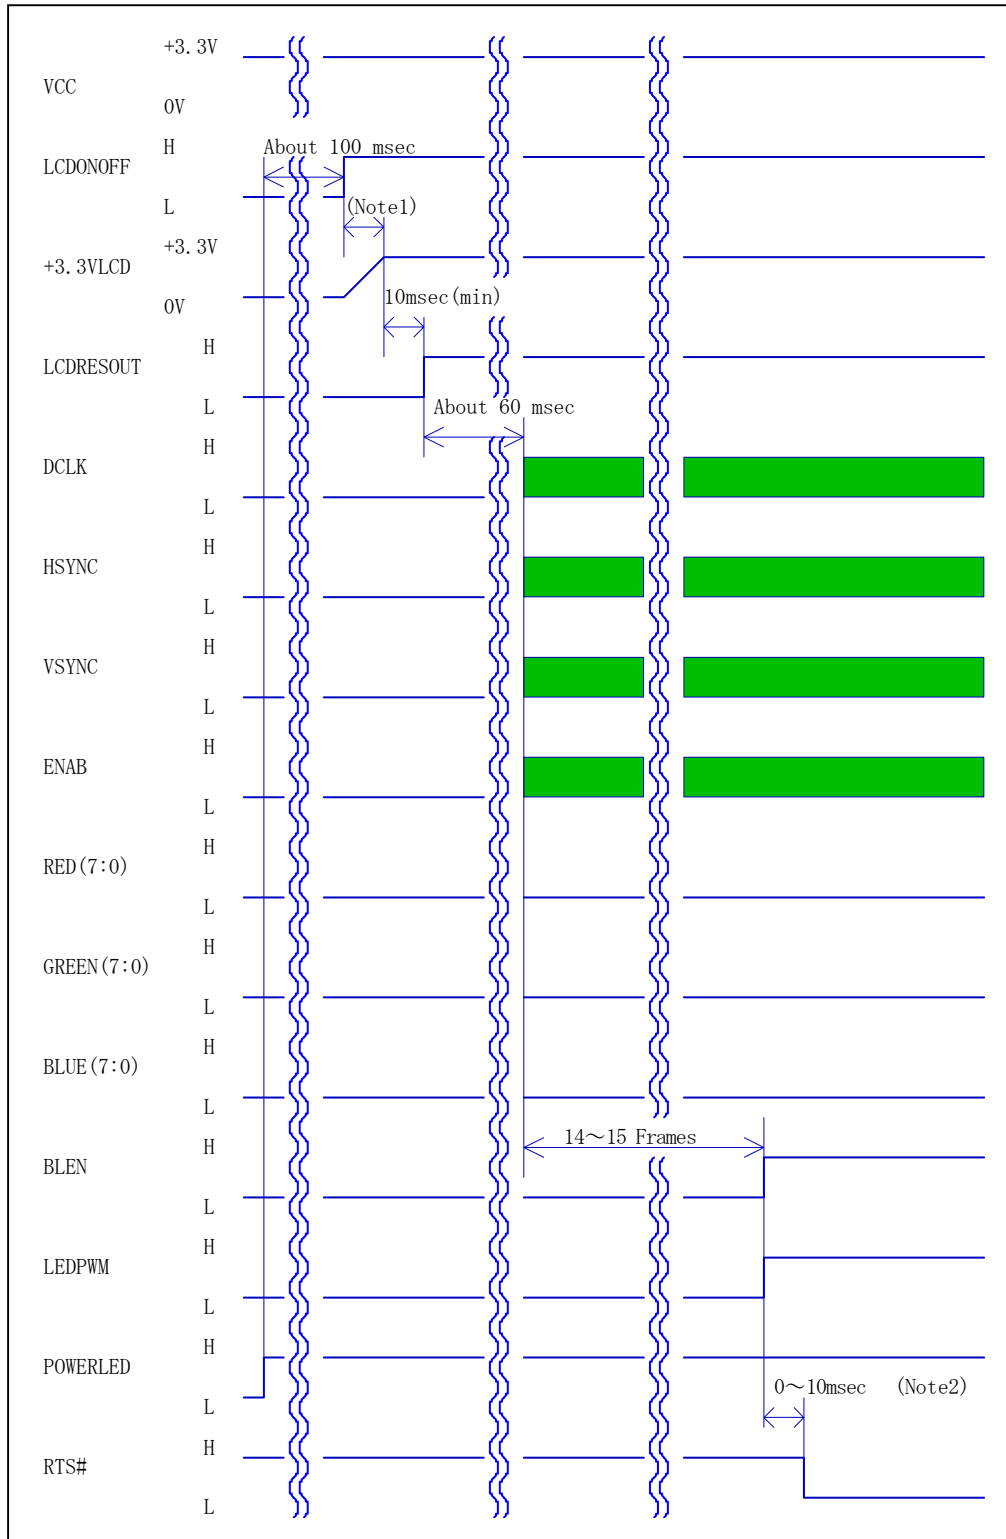 +3.3V
VCC
0V
H
About 100 msec
LCDONOFF
L
(Note1)
+3.3V
+3.3VLCD
0V
10msec(min)
H
LCDRESOUT
L
About 60 msec
H
DCLK
L
H
HSYNC
L
H
VSYNC
L
H
ENAB
L
H
RED(7:0)
L
H
GREEN(7:0)
L
H
BLUE(7:0)
L
14～15 Frames
H
BLEN
L
H
LEDPWM
L
H
POWERLED
L
0～10msec (Note2)
H
RTS#
L